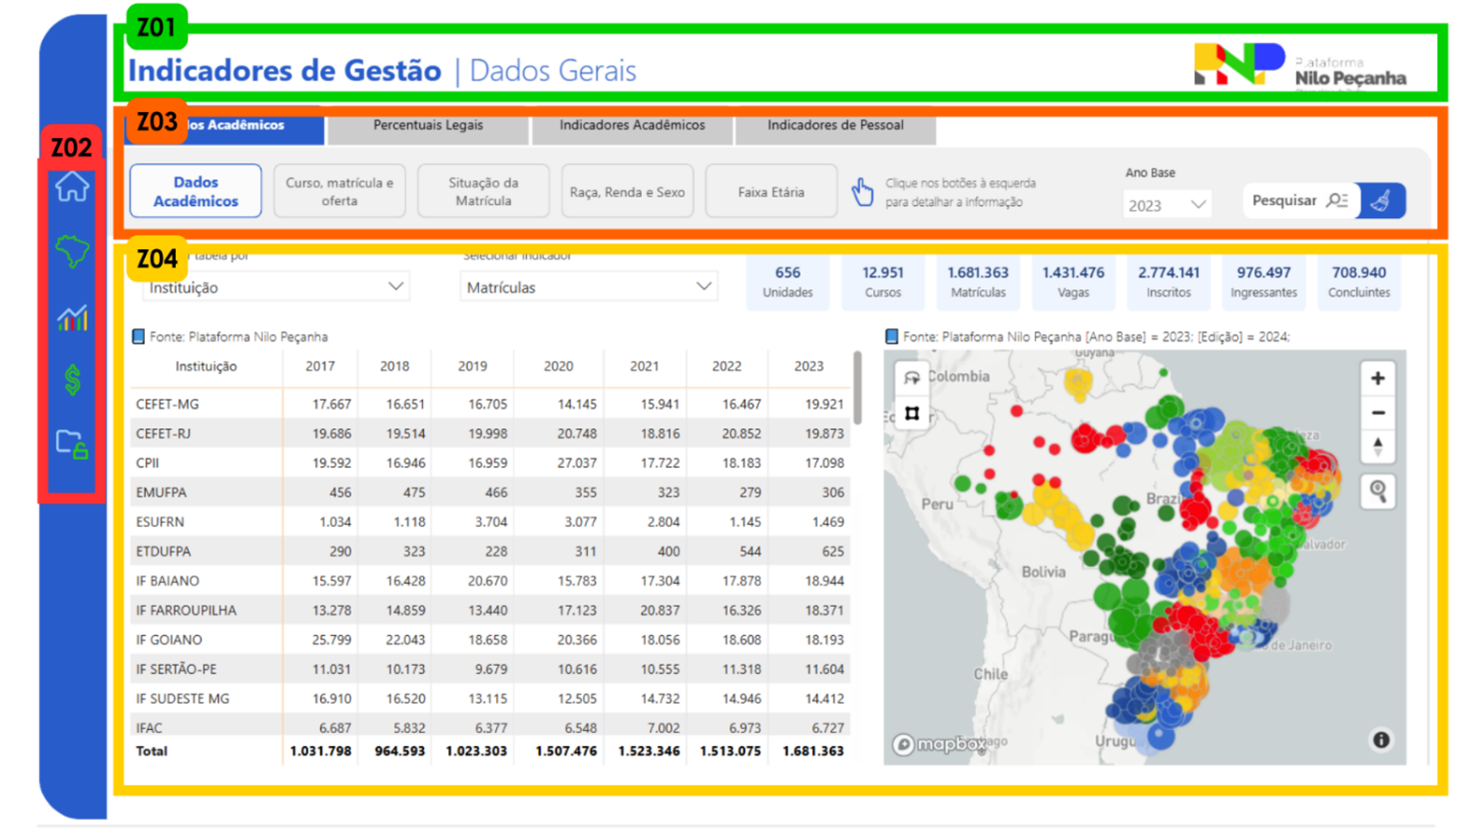 Z01
Indicadores de Gestão | Dados Gerais
Plataforma
Nilo Peçanha
Z03
os Acadêmicos
Percentuais Legais
Indicadores Acadêmicos
Indicadores de Pessoal
Z02
Dados Acadêmicos
Curso, matrícula e oferta
Situação da Matrícula
Raça, Renda e Sexo
Faixa Etária
Clique nos botões à esquerda
para detalhar a informação
Ano Base
2023
Pesquisar
Z04
tabela por
Instituição
Selecionar indicador
Matrículas
656
Unidades
12.951
Cursos
1.681.363
Matrículas
1.431.476
Vagas
2.774.141
Inscritos
976.497
Ingressantes
708.940
Concluintes
Fonte: Plataforma Nilo Peçanha
Fonte: Plataforma Nilo Peçanha [Ano Base] = 2023; [Edição] = 2024;
Instituição 2017 2018 2019 2020 2021 2022 2023
CEFET-MG 17.667 16.651 16.705 14.145 15.941 16.467 19.921
CEFET-RJ 19.686 19.514 19.998 20.748 18.816 20.852 19.873
CPII 19.592 16.946 16.959 27.037 17.722 18.183 17.098
EMUFPA 456 475 466 355 323 279 306
ESUFRN 1.034 1.118 3.704 3.077 2.804 1.145 1.469
ETDUFPA 290 323 228 311 400 544 625
IF BAIANO 15.597 16.428 20.670 15.783 17.304 17.878 18.944
IF FARROUPILHA 13.278 14.859 13.440 17.123 20.837 16.326 18.371
IF GOIANO 25.799 22.043 18.658 20.366 18.056 18.608 18.193
IF SERTÃO-PE 11.031 10.173 9.679 10.616 10.555 11.318 11.604
IF SUDESTE MG 16.910 16.520 13.115 12.505 14.732 14.946 14.412
IFAC 6.687 5.832 6.377 6.548 7.002 6.973 6.727
Total 1.031.798 964.593 1.023.303 1.507.476 1.523.346 1.513.075 1.681.363
Guyana
Colombia
Peru
Brazi
alvador
Bolivia
Paragu
de Janeiro
Chile
Urugu
mapbox